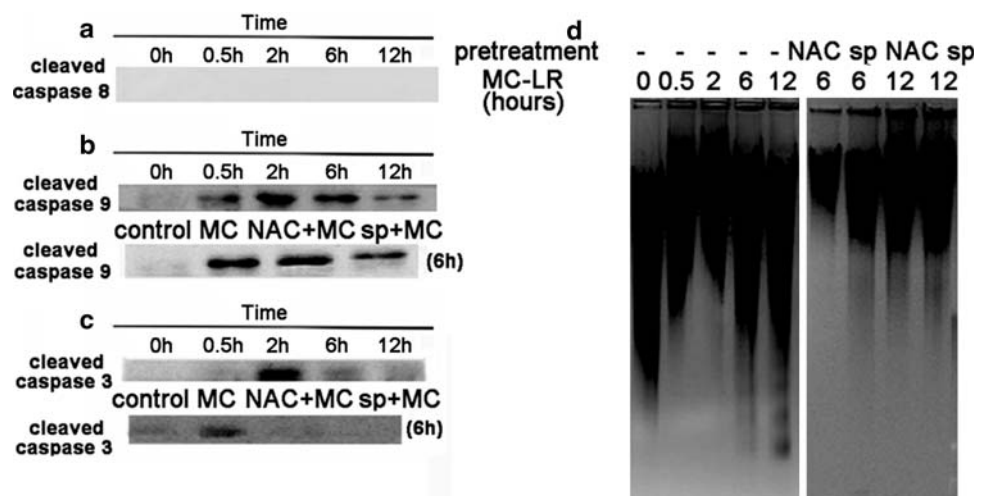 a
Time
0h 0.5h 2h 6h 12h
cleaved
caspase 8
b
Time
0h 0.5h 2h 6h 12h
cleaved
caspase 9
control MC NAC+MC sp+MC
cleaved
caspase 9
(6h)
c
Time
0h 0.5h 2h 6h 12h
cleaved
caspase 3
control MC NAC+MC sp+MC
cleaved
caspase 3
(6h)
d
pretreatment - - - - - NAC sp NAC sp
MC-LR 0 0.5 2 6 12 6 6 12 12
(hours)